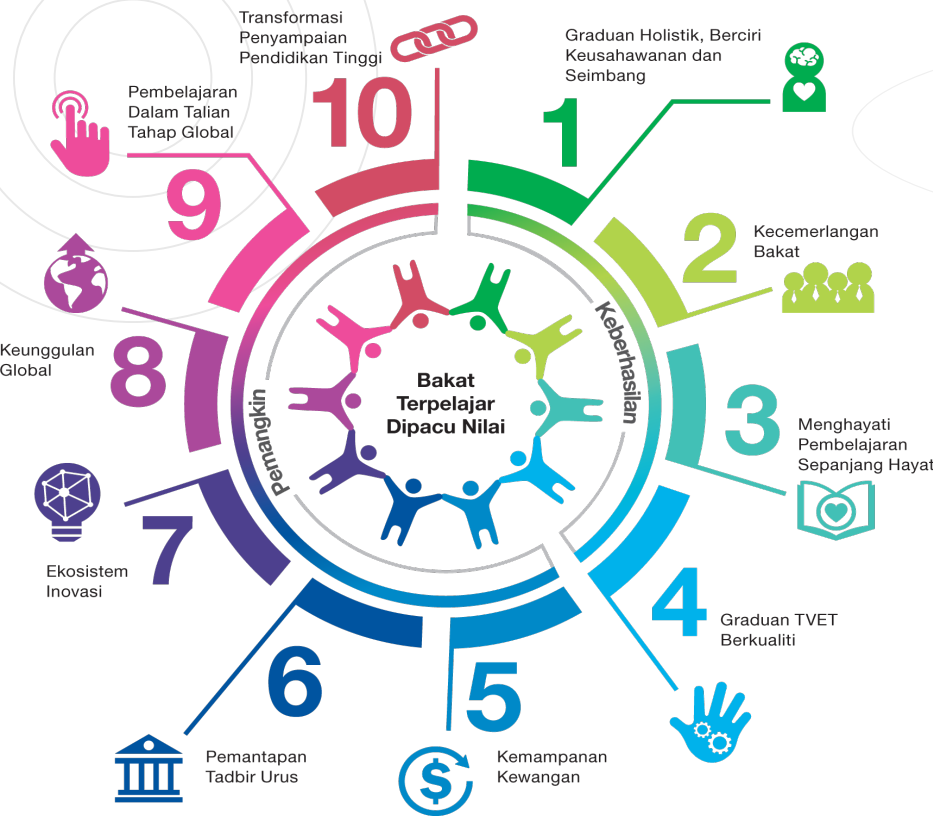 1
Graduan Holistik, Berciri
Keusahawanan dan
Seimbang
2
Kecemerlangan
Bakat
3
Menghayati
Pembelajaran
Sepanjang Hayat
4
Graduan TVET
Berkualiti
5
Kemampanan
Kewangan
6
Pemantapan
Tadbir Urus
7
Ekosistem
Inovasi
8
Keunggulan
Global
9
Pembelajaran
Dalam Talian
Tahap Global
10
Transformasi
Penyampaian
Pendidikan Tinggi
Keberhasilan
Pemangkin
Bakat
Terpelajar
Dipacu Nilai
$